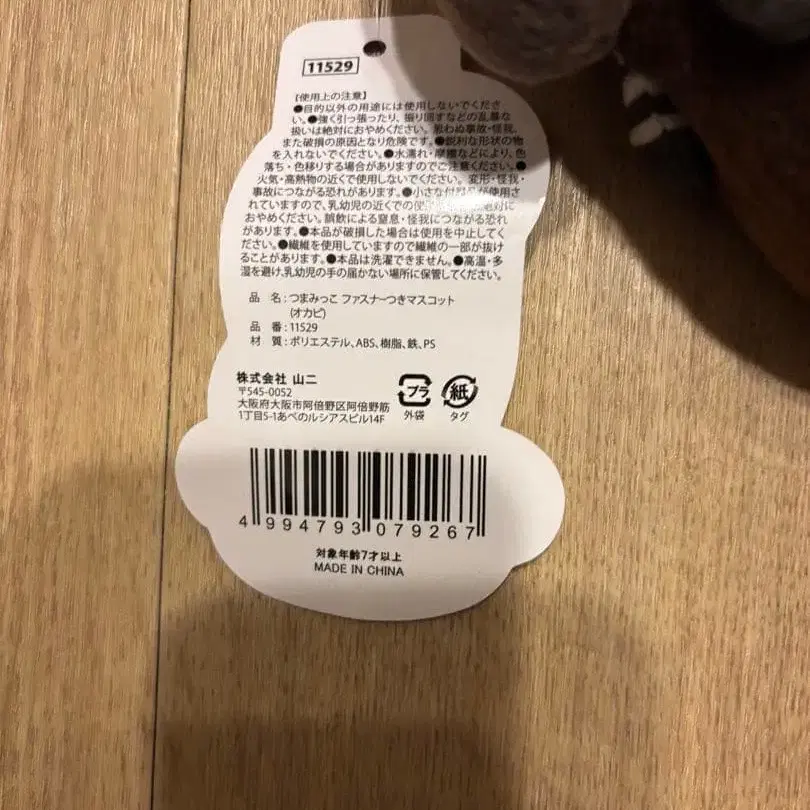 11529
【使用上の注意】
●目的以外の用途には使用しないでくださ
い。●強く引っ張ったり、振り回すなどの乱暴な
扱いは絶対におやめください。思わぬ事故・怪我、
また破損の原因となり危険です。●鋭利な形状の物
を入れないでください。●水濡れ・摩擦などにより、色
落ち・色移りする場合がありますのでご注意ください。●
火気・高熱物の近くで使用しないでください。変形・怪我・
事故につながる恐れがあります。●小さな付属品が使用さ
れていますので、乳幼児の近くでの使用は絶対に
おやめください。誤飲による窒息・怪我につながる恐れ
があります。●本品が破損した場合は使用を中止してく
ださい。●繊維を使用していますので繊維の一部が抜け
ることがあります。●本品は洗濯できません。●高温・多
湿を避け、乳幼児の手の届かない場所に保管してください。
品 名:つまみっこ ファスナーつきマスコット
(オカピ)
品 番:11529
材 質:ポリエステル、ABS、樹脂、鉄、PS
株式会社 山二
〒545-0052
大阪府大阪市阿倍野区阿倍野筋
1丁目5-1あべのルシアスビル14F
プラ 紙
外袋 タグ
4 994793 079267
対象年齢7才以上
MADE IN CHINA